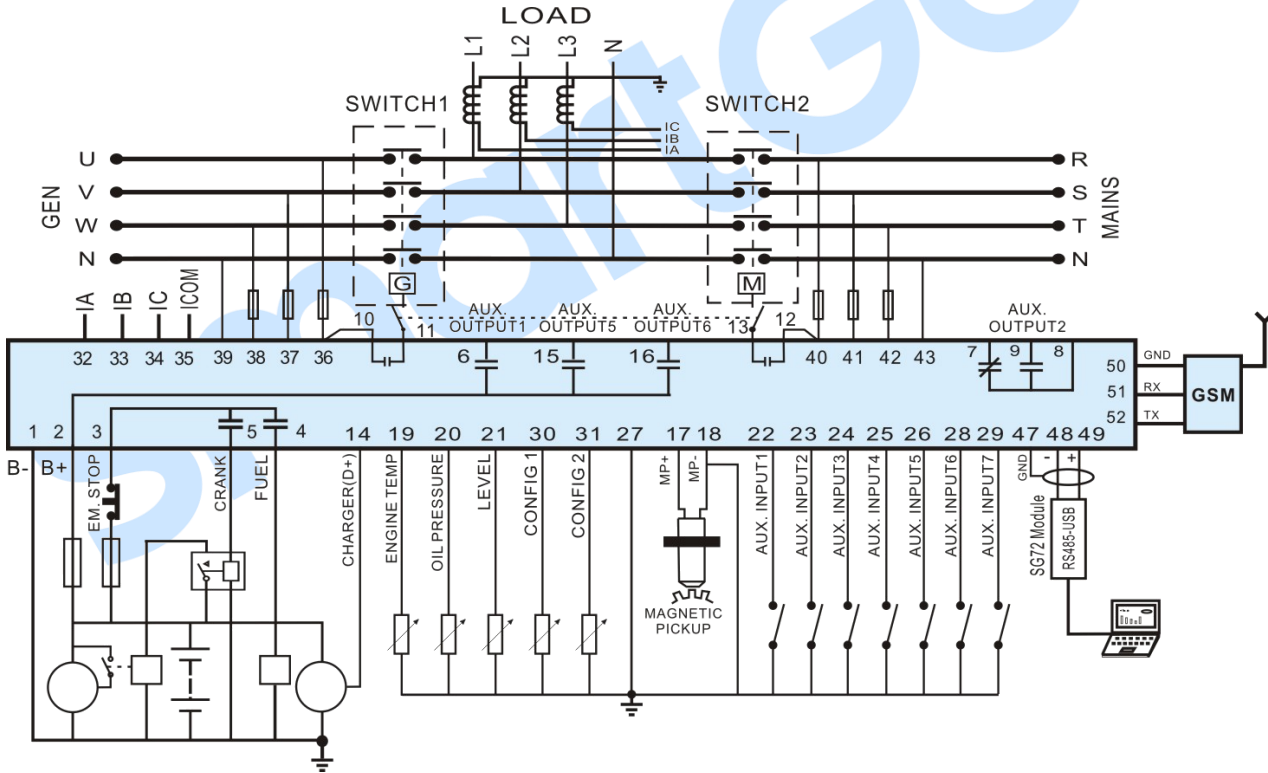 LOAD
L1 L2 L3 N
SWITCH1 SWITCH2
IC
IB
IA
U R
V S
W T
N N
GEN MAINS
G M
IA IB IC ICOM
10 11 AUX. OUTPUT1 AUX. OUTPUT5 AUX. OUTPUT6 13 12 AUX. OUTPUT2
32 33 34 35 39 38 37 36 6 15 16 40 41 42 43 7 9 8
50 GND
51 RX
52 TX
GSM
1 2 3 5 4 14 19 20 21 30 31 27 17 18 22 23 24 25 26 28 29 47 48 49
B- B+
EM. STOP
CRANK
FUEL
CHARGER(D+)
ENGINE TEMP
OIL PRESSURE
LEVEL
CONFIG 1
CONFIG 2
MP+
MP-
MAGNETIC
PICKUP
AUX. INPUT1
AUX. INPUT2
AUX. INPUT3
AUX. INPUT4
AUX. INPUT5
AUX. INPUT6
AUX. INPUT7
GND
- +
SG72 Module
RS485-USB
SmartGe